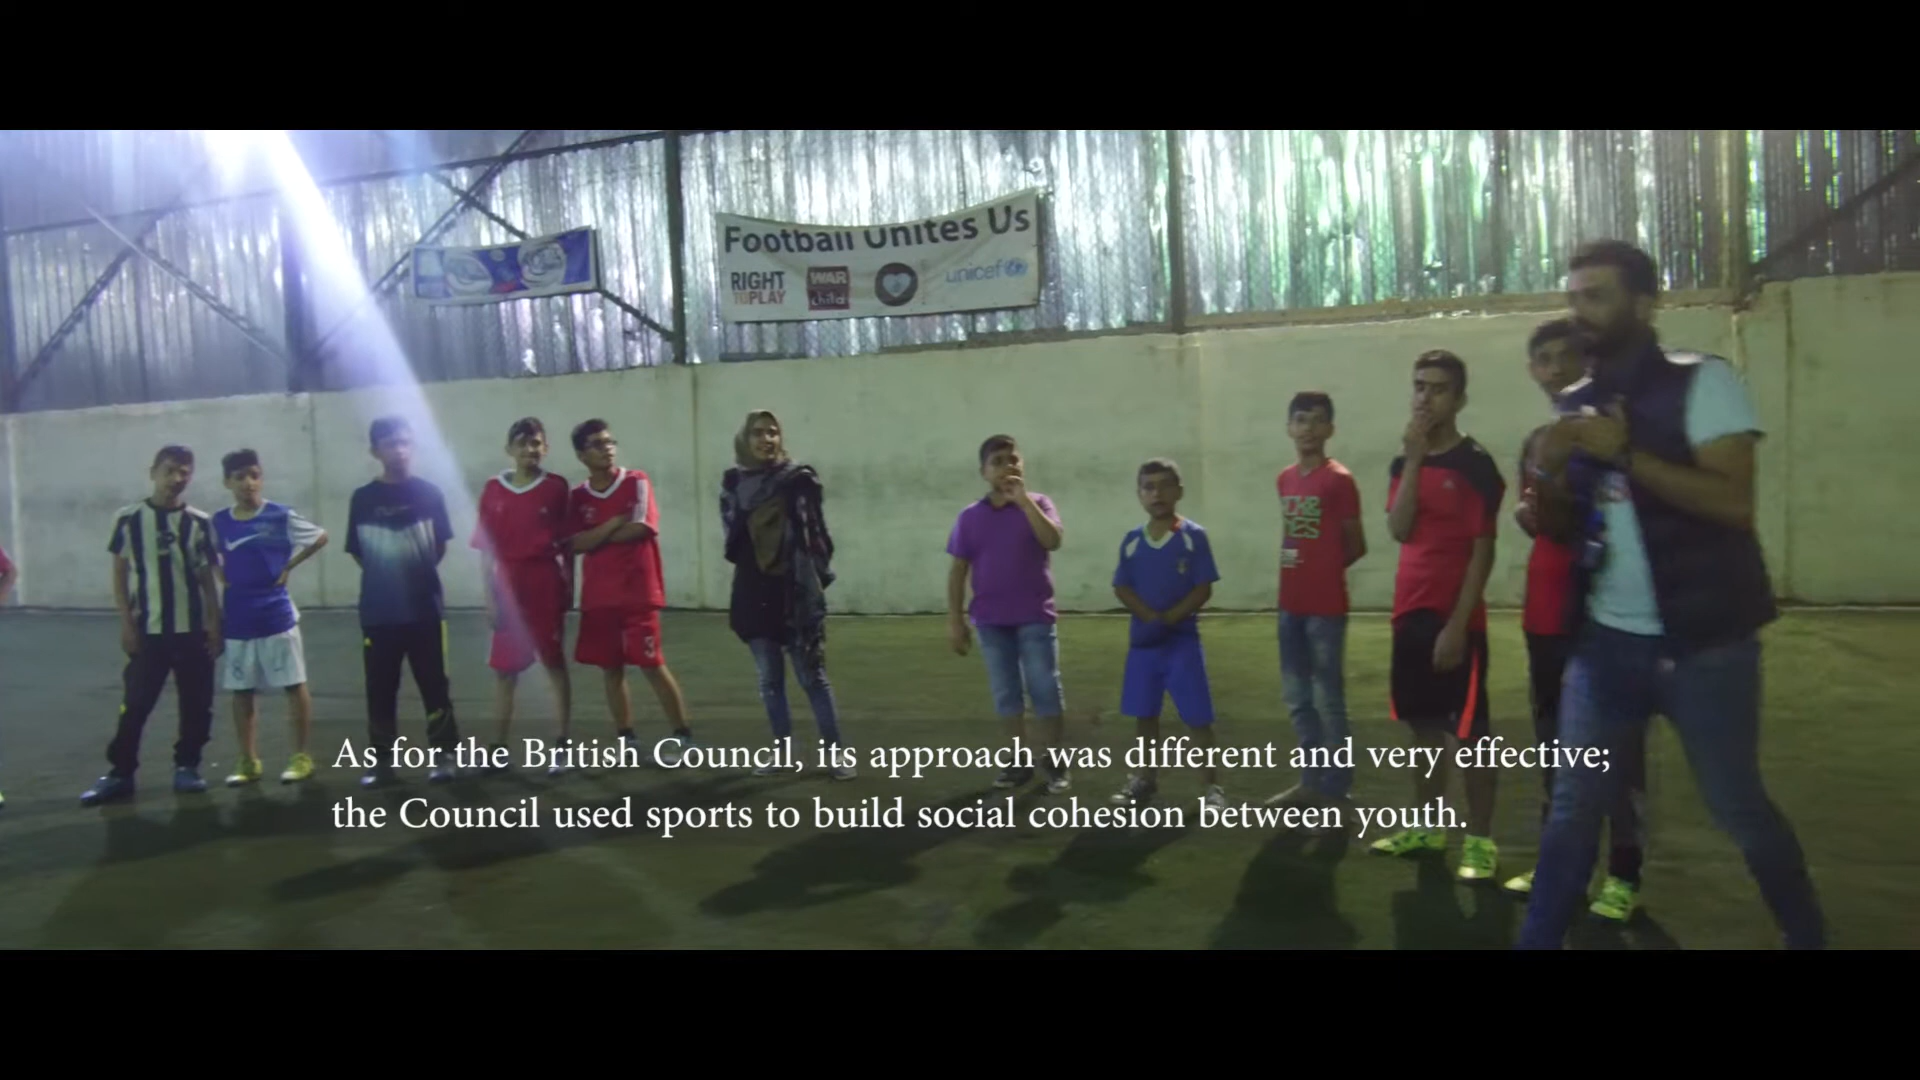 Football Unites Us
RIGHT
TO PLAY
WAR
child
unicef
As for the British Council, its approach was different and very effective;
the Council used sports to build social cohesion between youth.